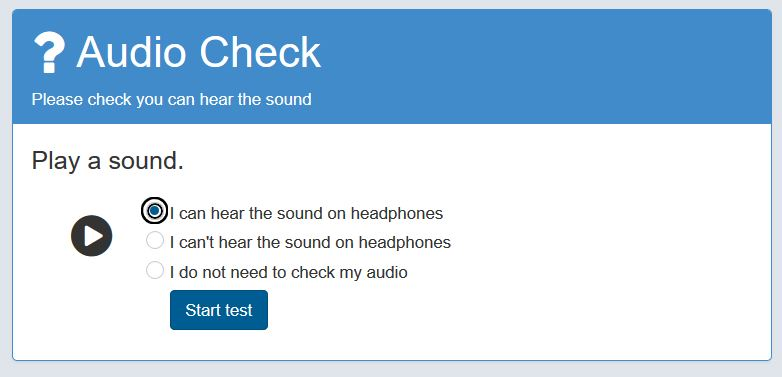 ? Audio Check
Please check you can hear the sound
Play a sound.
I can hear the sound on headphones
I can't hear the sound on headphones
I do not need to check my audio
Start test